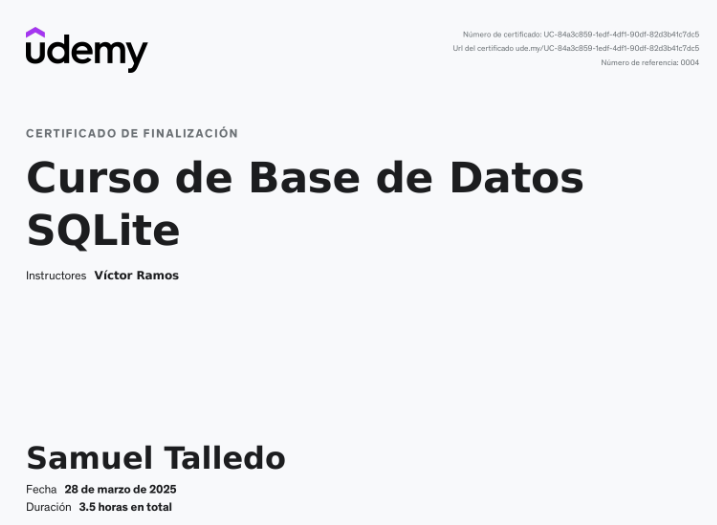 udemy
Número de certificado: UC-84a3c859-1edf-4df1-90df-82d3b41c7dc5
Url del certificado ude.my/UC-84a3c859-1edf-4df1-90df-82d3b41c7dc5
Número de referencia: 0004
CERTIFICADO DE FINALIZACIÓN
Curso de Base de Datos
SQLite
Instructores Víctor Ramos
Samuel Talledo
Fecha 28 de marzo de 2025
Duración 3.5 horas en total